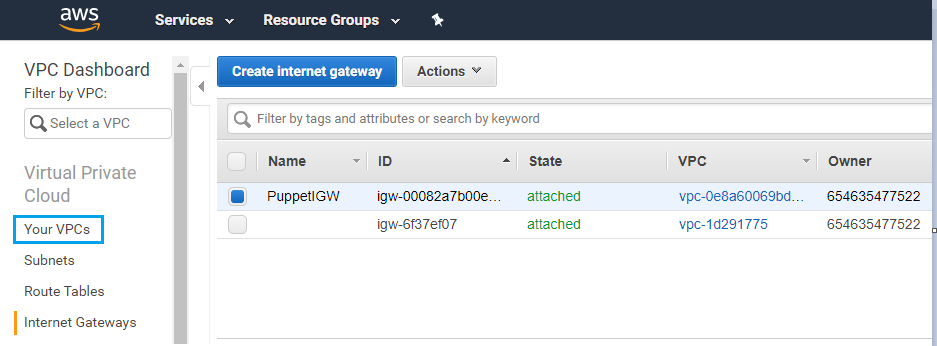 aws Services Resource Groups
VPC Dashboard
Filter by VPC:
Select a VPC
Virtual Private
Cloud
Your VPCs
Subnets
Route Tables
Internet Gateways
Create internet gateway Actions
Filter by tags and attributes or search by keyword
Name ID State VPC Owner
PuppetIGW igw-00082a7b00e... attached vpc-0e8a60069bd... 654635477522
igw-6f37ef07 attached vpc-1d291775 654635477522